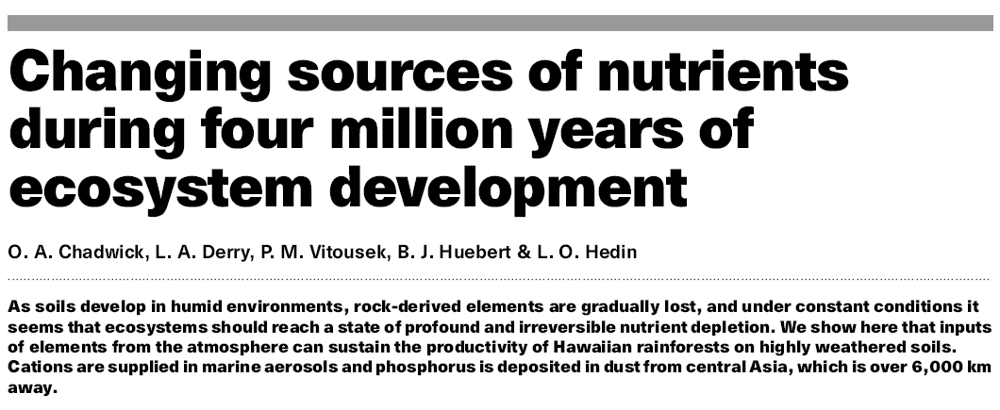 Changing sources of nutrients
during four million years of
ecosystem development
O. A. Chadwick, L. A. Derry, P. M. Vitousek, B. J. Huebert & L. O. Hedin
As soils develop in humid environments, rock-derived elements are gradually lost, and under constant conditions it
seems that ecosystems should reach a state of profound and irreversible nutrient depletion. We show here that inputs
of elements from the atmosphere can sustain the productivity of Hawaiian rainforests on highly weathered soils.
Cations are supplied in marine aerosols and phosphorus is deposited in dust from central Asia, which is over 6,000 km
away.